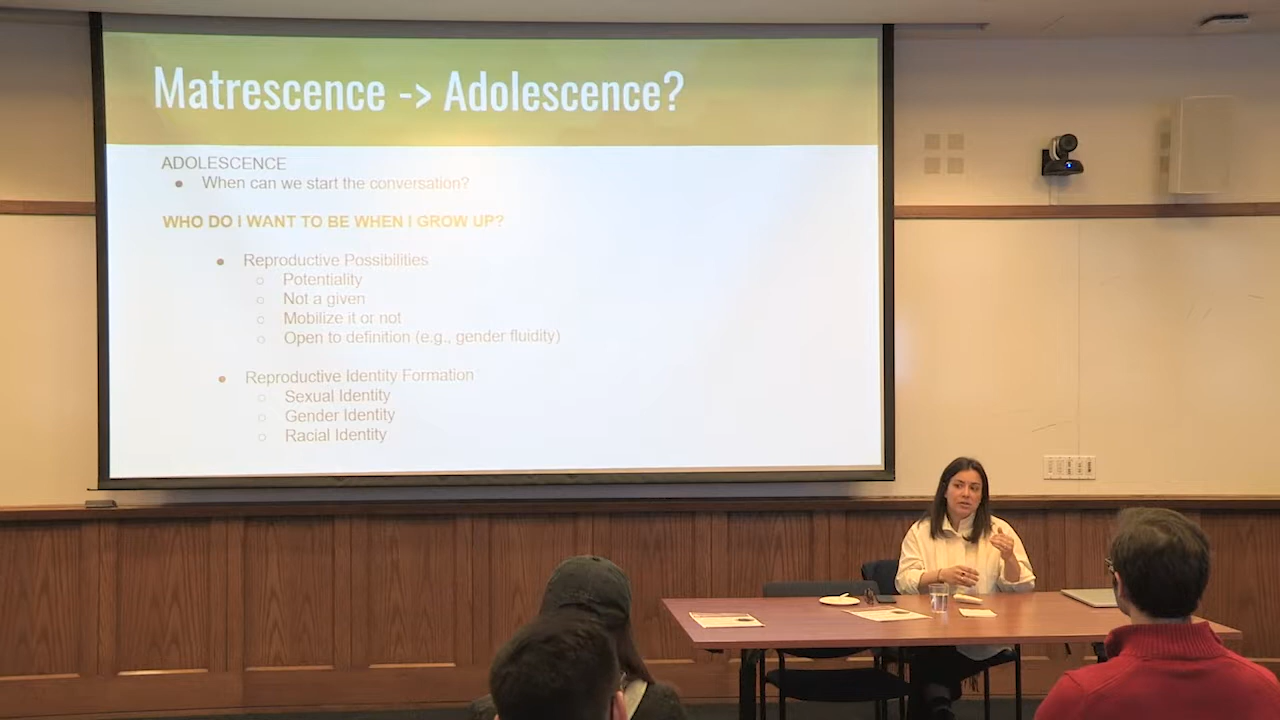 Matrescence -> Adolescence?
ADOLESCENCE
● When can we start the conversation?
WHO DO I WANT TO BE WHEN I GROW UP?
● Reproductive Possibilities
○ Potentiality
○ Not a given
○ Mobilize it or not
○ Open to definition (e.g., gender fluidity)
● Reproductive Identity Formation
○ Sexual Identity
○ Gender Identity
○ Racial Identity